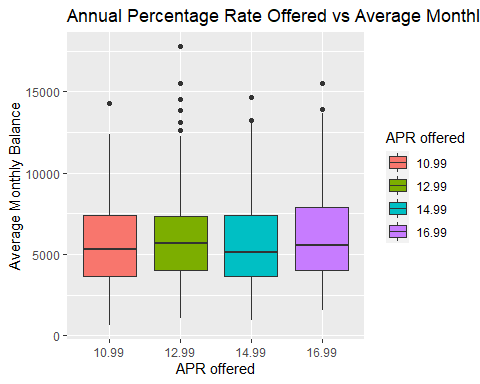 Annual Percentage Rate Offered vs Average Monthl
Average Monthly Balance
15000
10000
5000
0
10.99 12.99 14.99 16.99
APR offered
APR offered
10.99
12.99
14.99
16.99